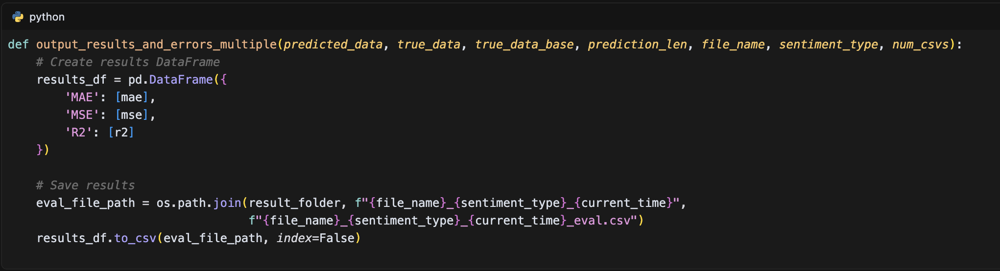 python
def output_results_and_errors_multiple(predicted_data, true_data, true_data_base, prediction_len, file_name, sentiment_type, num_csvs):
    # Create results DataFrame
    results_df = pd.DataFrame({
        'MAE': [mae],
        'MSE': [mse],
        'R2': [r2]
    })
    # Save results
    eval_file_path = os.path.join(result_folder, f"{file_name}_{sentiment_type}_{current_time}",
                                  f"{file_name}_{sentiment_type}_{current_time}_eval.csv")
    results_df.to_csv(eval_file_path, index=False)